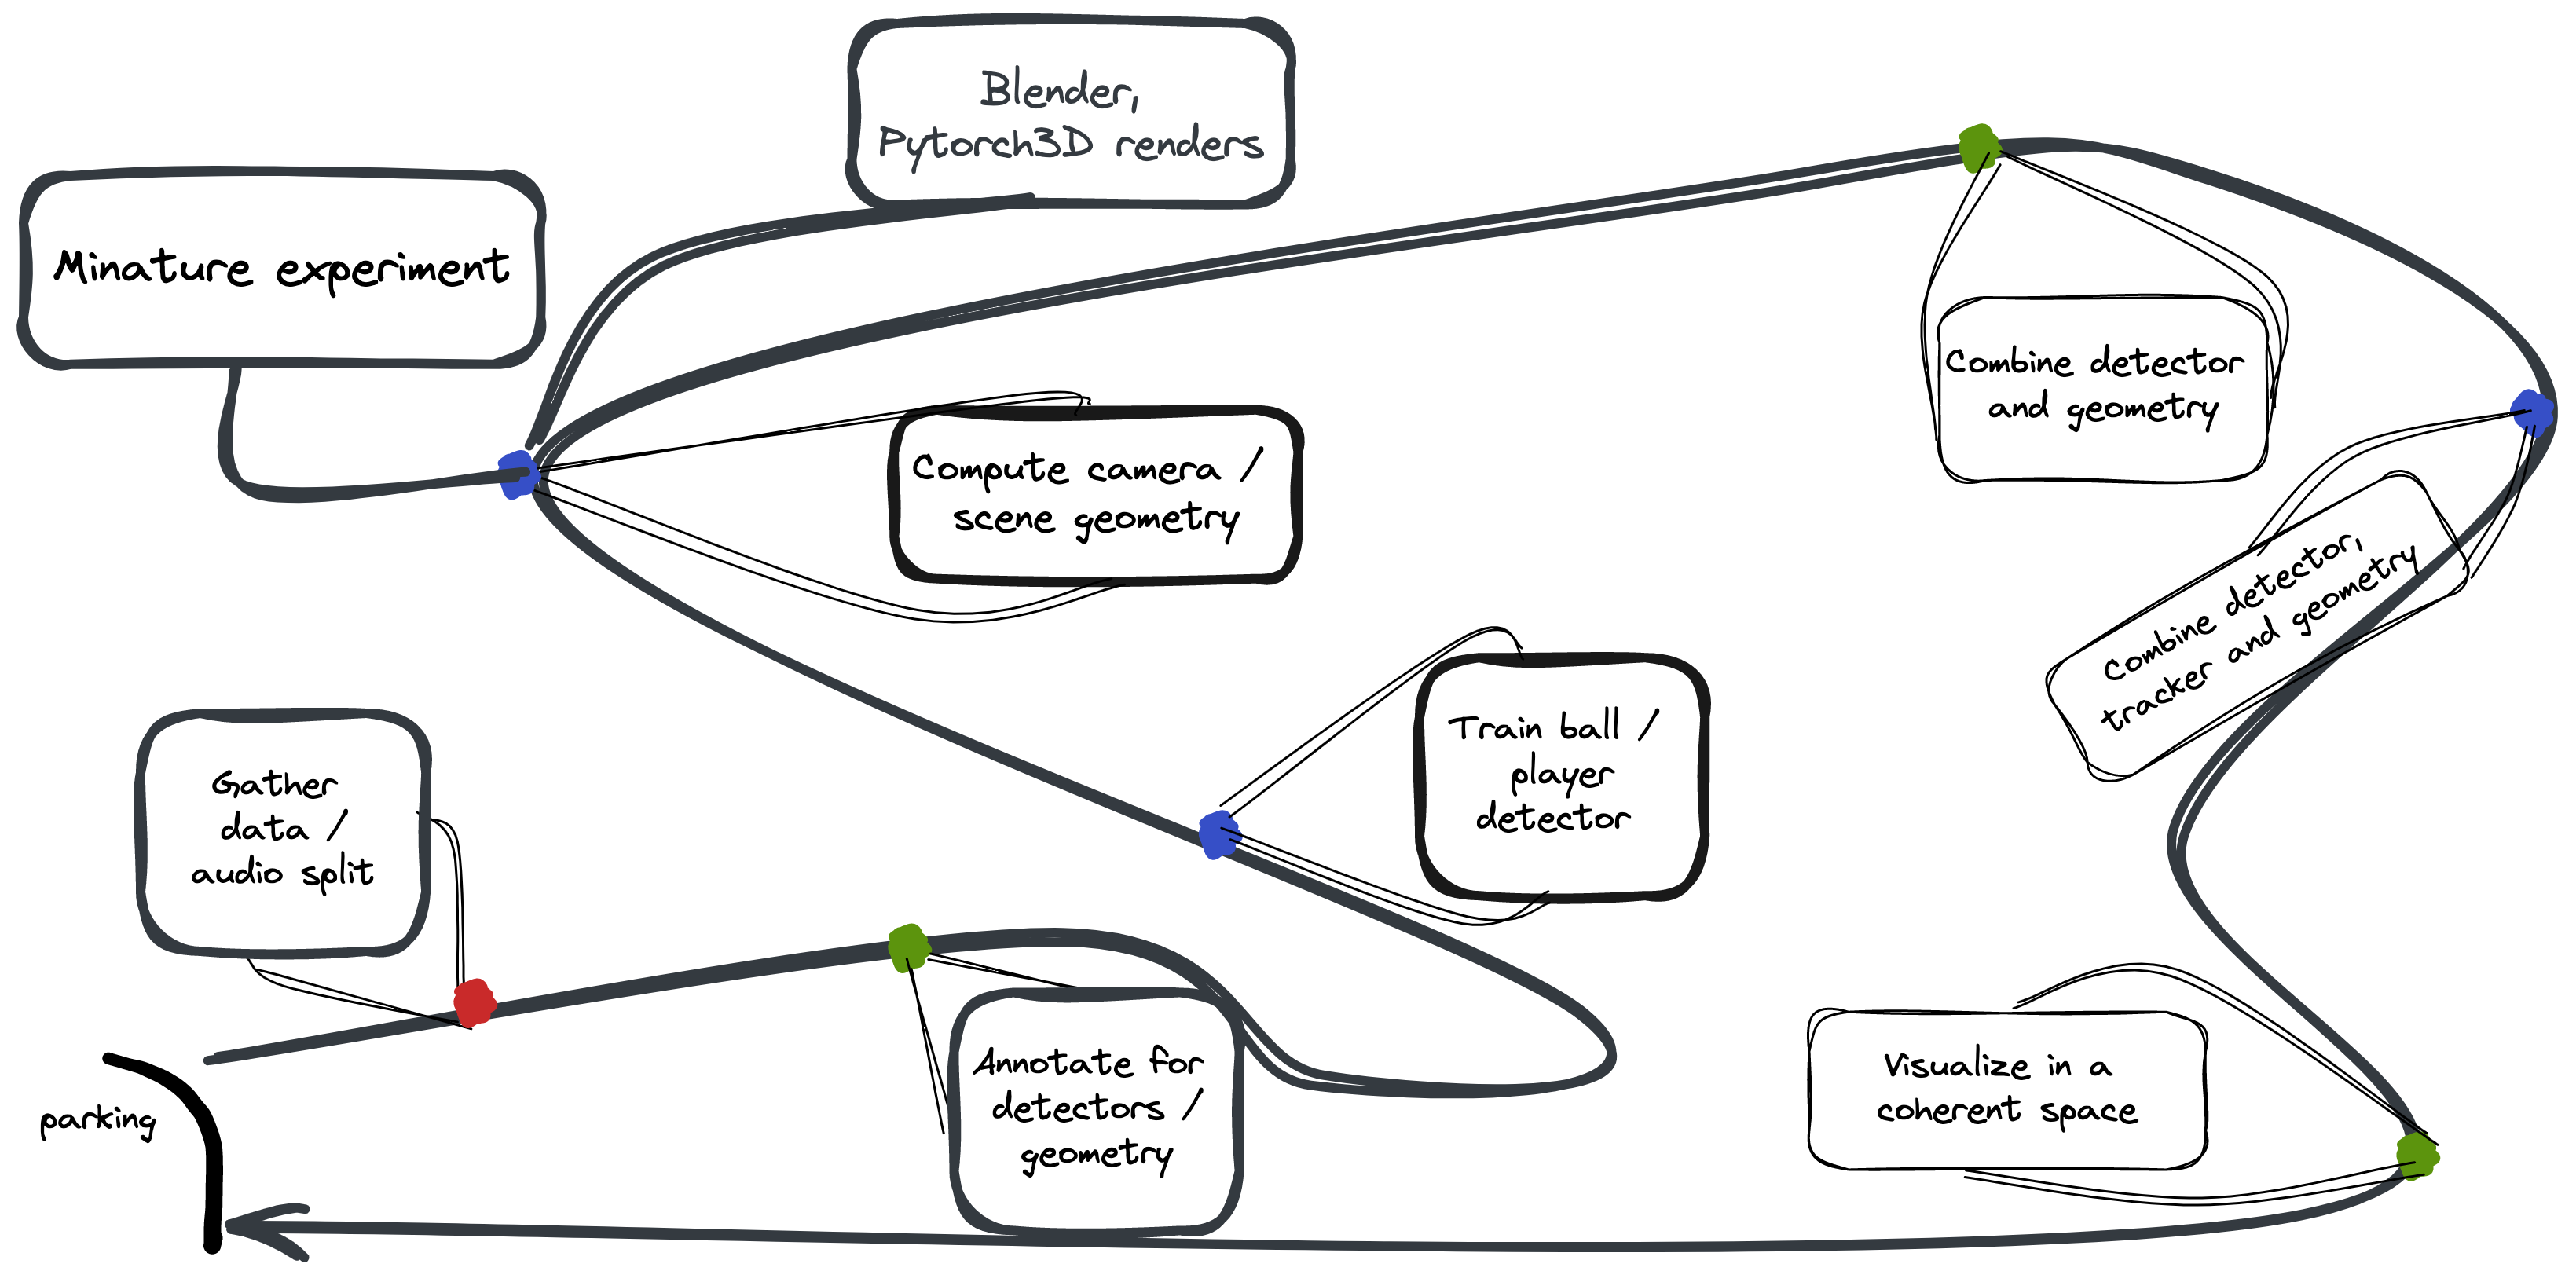 Blender,
Pytorch3D renders
Minature experiment
Combine detector
and geometry
Compute camera /
scene geometry
Combine detector,
tracker and geometry
Train ball /
player
detector
Gather
data /
audio split
Annotate for
detectors /
geometry
Visualize in a
coherent space
parking